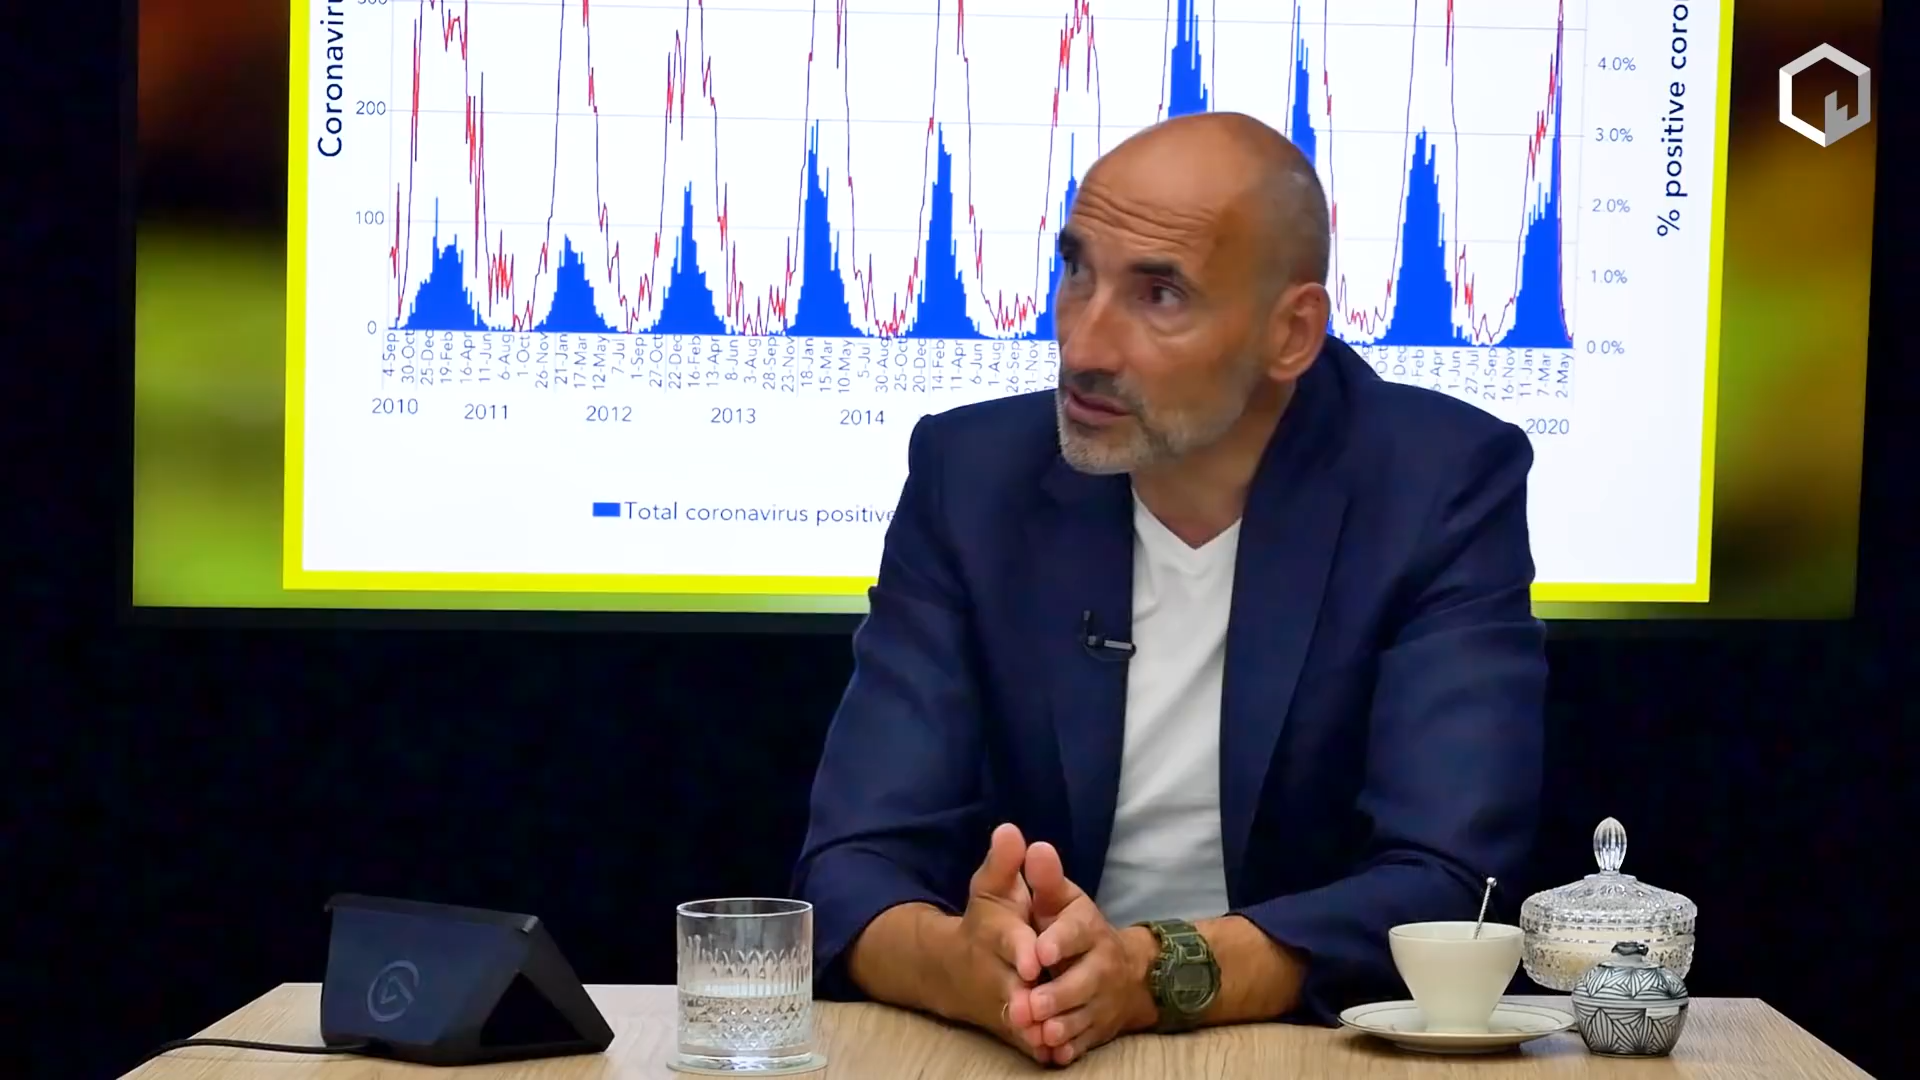 Coronavir
300
200
100
0
4.0%
3.0%
2.0%
1.0%
0.0%
% positive coro
4-Sep
30-Oct
25-Dec
19-Feb
16-Apr
11-Jun
6-Aug
1-Oct
26-Nov
21-Jan
17-Mar
12-May
7-Jul
1-Sep
27-Oct
22-Dec
16-Feb
13-Apr
8-Jun
3-Aug
28-Sep
23-Nov
18-Jan
15-Mar
10-May
5-Jul
30-Aug
25-Oct
20-Dec
14-Feb
11-Apr
6-Jun
1-Aug
26-Sep
21-Nov
16-Jan
Oct
Dec
Feb
6-Apr
1-Jun
27-Jul
21-Sep
16-Nov
11-Jan
7-Mar
2-May
2010 2011 2012 2013 2014 2020
Total coronavirus positive